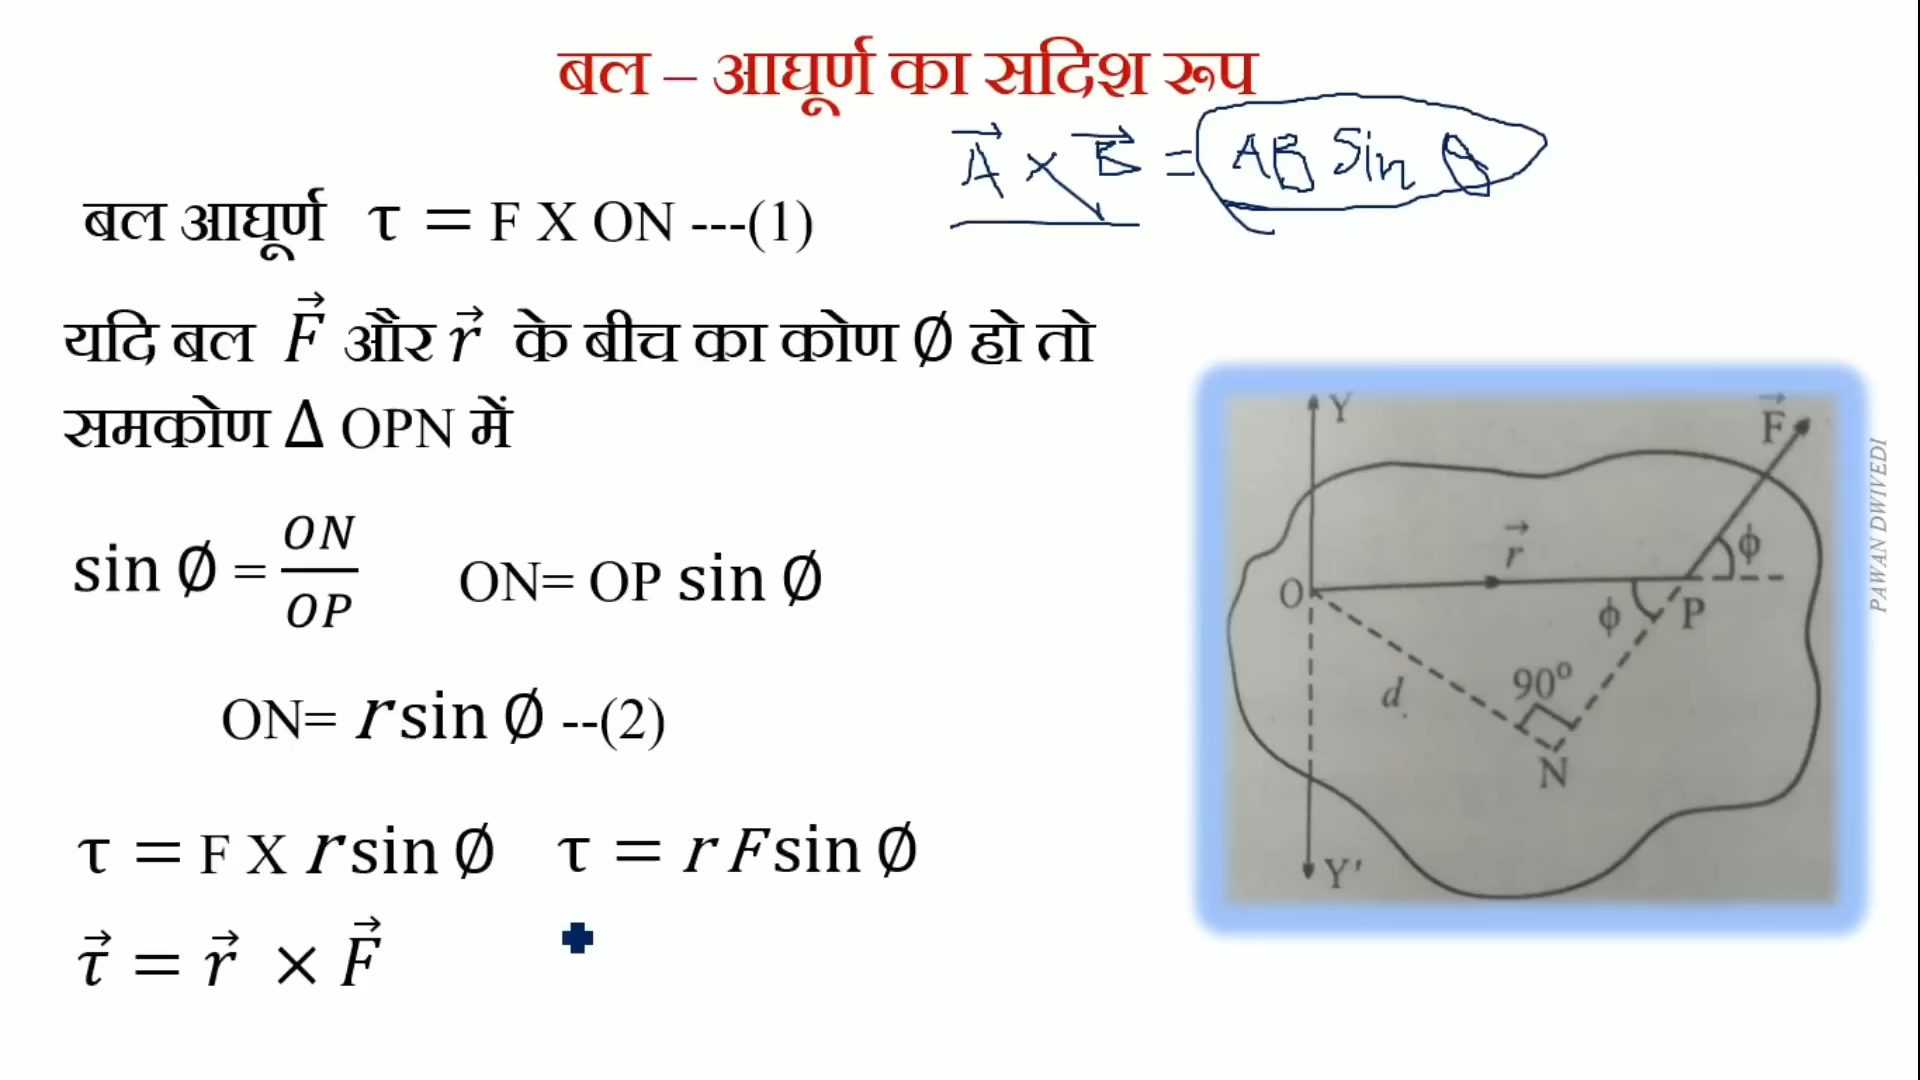 बल – आघूर्ण का सदिश रूप
A⃗ × B⃗ = AB Sin θ
बल आघूर्ण τ = F X ON ---(1)
यदि बल F⃗ और r⃗ के बीच का कोण ∅ हो तो
समकोण Δ OPN में
sin ∅ = ON/OP ON= OP sin ∅
ON= r sin ∅ --(2)
τ = F X r sin ∅ τ = r F sin ∅
τ⃗ = r⃗ × F⃗
Y
F⃗
r⃗
ϕ
O
ϕ
P
90°
d
N
Y'
PAWAN DWIVEDI